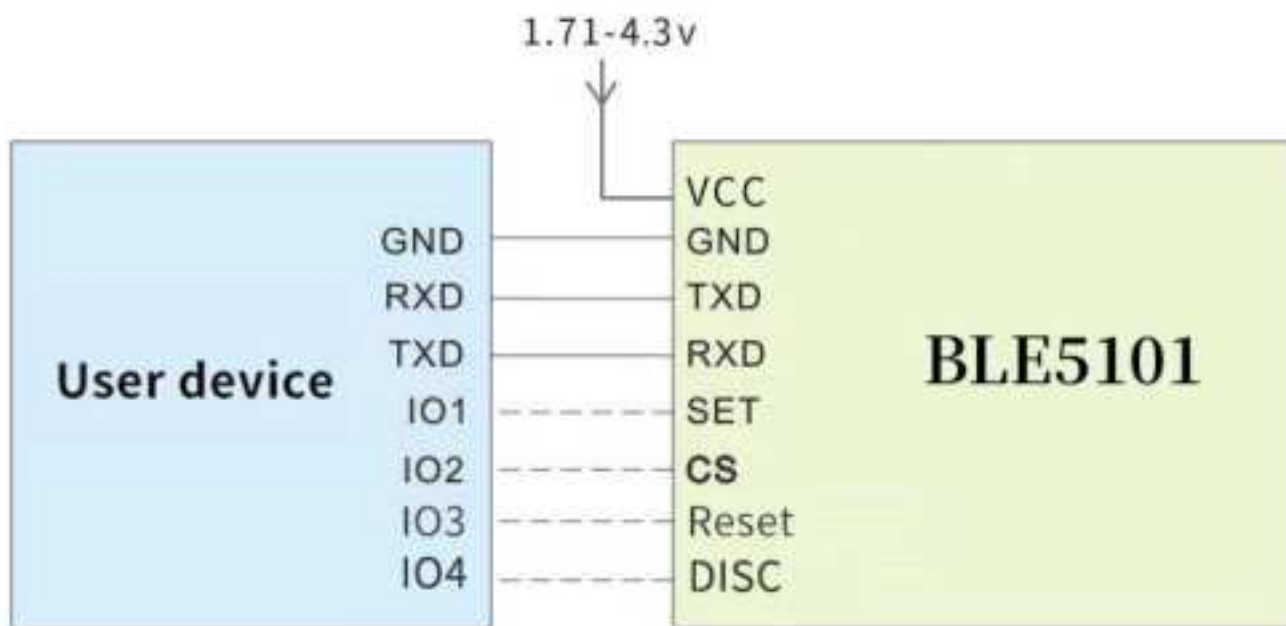 1.71-4.3v
VCC
GND GND
RXD TXD
TXD RXD
User device BLE5101
IO1 SET
IO2 CS
IO3 Reset
IO4 DISC